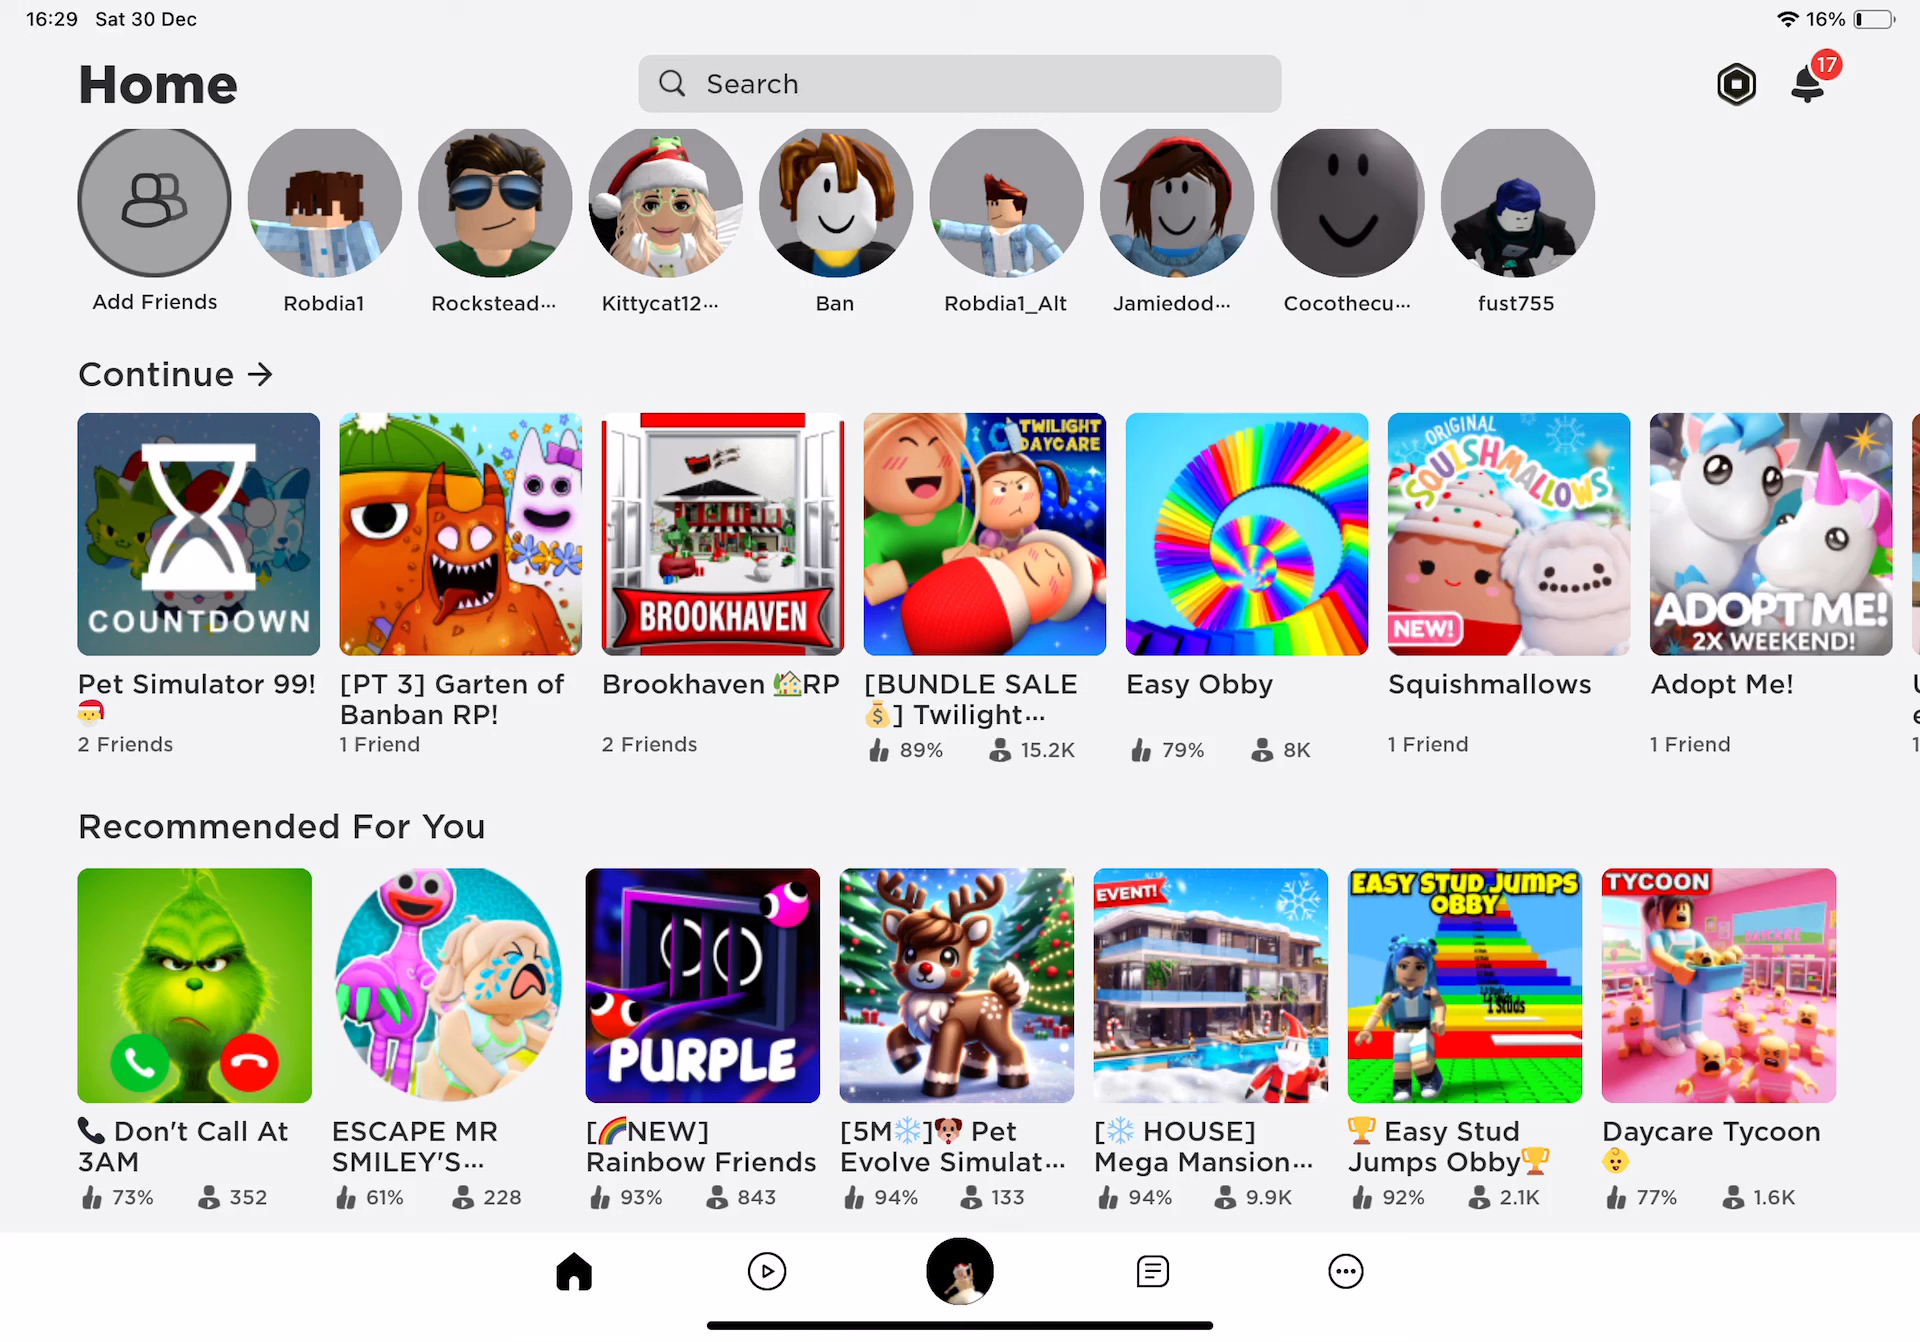 16:29 Sat 30 Dec
16%
Home
Search
17
Add Friends
Robdia1
Rockstead...
Kittycat12...
Ban
Robdia1_Alt
Jamiedod...
Cocothecu...
fust755
Continue →
COUNTDOWN
BROOKHAVEN
TWILIGHT
DAYCARE
ORIGINAL
SQUISHMALLOWS
NEW!
ADOPT ME!
2X WEEKEND!
Pet Simulator 99!
🎅
2 Friends
[PT 3] Garten of
Banban RP!
1 Friend
Brookhaven 🏡RP
2 Friends
[BUNDLE SALE
💰] Twilight...
89% 15.2K
Easy Obby
79% 8K
Squishmallows
1 Friend
Adopt Me!
1 Friend
Recommended For You
PURPLE
EVENT!
EASY STUD JUMPS
OBBY
1 Studs
TYCOON
DAYCARE
📞 Don't Call At
3AM
73% 352
ESCAPE MR
SMILEY'S...
61% 228
[🌈NEW]
Rainbow Friends
93% 843
[5M❄️]🐶 Pet
Evolve Simulat...
94% 133
[❄️ HOUSE]
Mega Mansion...
94% 9.9K
🏆 Easy Stud
Jumps Obby🏆
92% 2.1K
Daycare Tycoon
👶
77% 1.6K